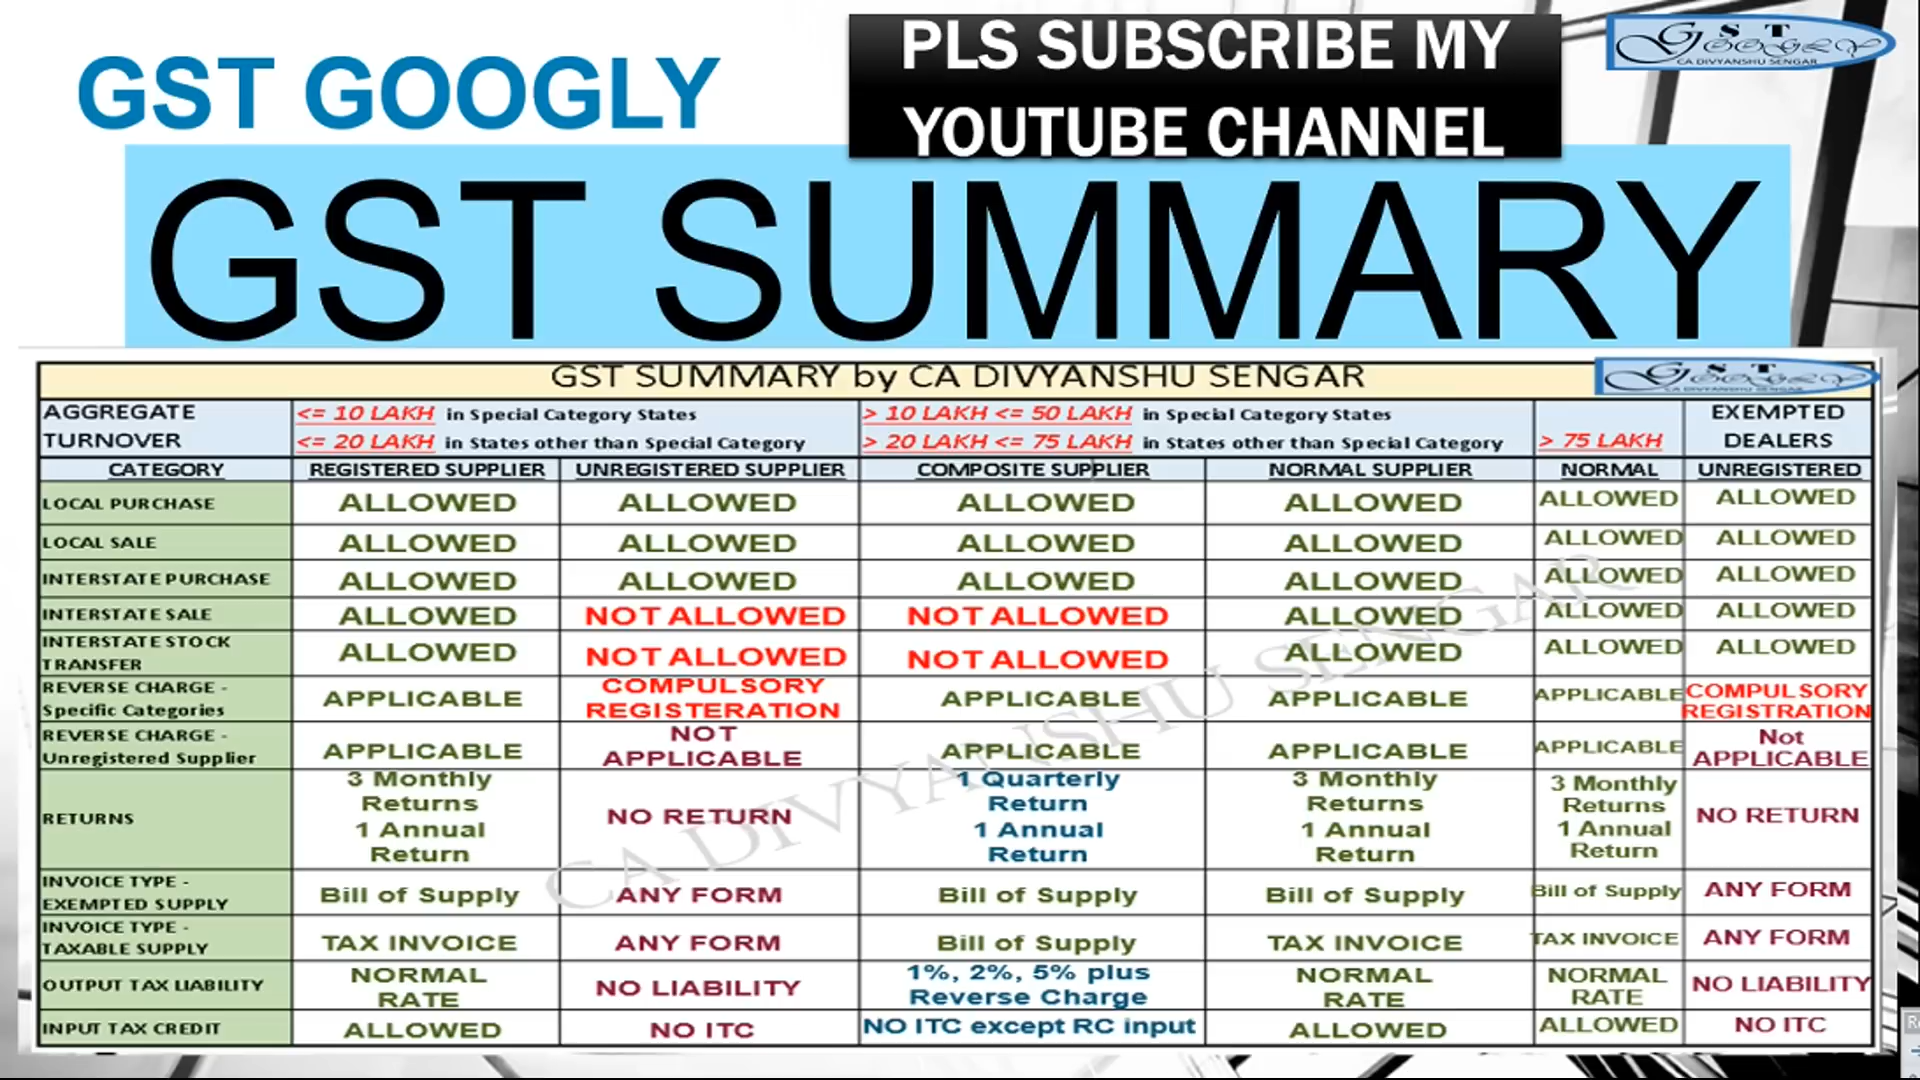 PLS SUBSCRIBE MY
YOUTUBE CHANNEL
GST
GOOGLY
CA DIVYANSHU SENGAR
GST GOOGLY
GST SUMMARY
GST SUMMARY by CA DIVYANSHU SENGAR
GST
GOOGLY
CA DIVYANSHU SENGAR
AGGREGATE TURNOVER
<= 10 LAKH in Special Category States
<= 20 LAKH in States other than Special Category
> 10 LAKH <= 50 LAKH in Special Category States
> 20 LAKH <= 75 LAKH in States other than Special Category
> 75 LAKH
EXEMPTED DEALERS
CATEGORY REGISTERED SUPPLIER UNREGISTERED SUPPLIER COMPOSITE SUPPLIER NORMAL SUPPLIER NORMAL UNREGISTERED
LOCAL PURCHASE ALLOWED ALLOWED ALLOWED ALLOWED ALLOWED ALLOWED
LOCAL SALE ALLOWED ALLOWED ALLOWED ALLOWED ALLOWED ALLOWED
INTERSTATE PURCHASE ALLOWED ALLOWED ALLOWED ALLOWED ALLOWED ALLOWED
INTERSTATE SALE ALLOWED NOT ALLOWED NOT ALLOWED ALLOWED ALLOWED ALLOWED
INTERSTATE STOCK TRANSFER ALLOWED NOT ALLOWED NOT ALLOWED ALLOWED ALLOWED ALLOWED
REVERSE CHARGE - Specific Categories APPLICABLE COMPULSORY REGISTERATION APPLICABLE APPLICABLE APPLICABLE COMPULSORY REGISTRATION
REVERSE CHARGE - Unregistered Supplier APPLICABLE NOT APPLICABLE APPLICABLE APPLICABLE APPLICABLE Not APPLICABLE
RETURNS 3 Monthly Returns 1 Annual Return NO RETURN 1 Quarterly Return 1 Annual Return 3 Monthly Returns 1 Annual Return 3 Monthly Returns 1 Annual Return NO RETURN
INVOICE TYPE - EXEMPTED SUPPLY Bill of Supply ANY FORM Bill of Supply Bill of Supply Bill of Supply ANY FORM
INVOICE TYPE - TAXABLE SUPPLY TAX INVOICE ANY FORM Bill of Supply TAX INVOICE TAX INVOICE ANY FORM
OUTPUT TAX LIABILITY NORMAL RATE NO LIABILITY 1%, 2%, 5% plus Reverse Charge NORMAL RATE NORMAL RATE NO LIABILITY
INPUT TAX CREDIT ALLOWED NO ITC NO ITC except RC input ALLOWED ALLOWED NO ITC
CA DIVYANSHU SENGAR